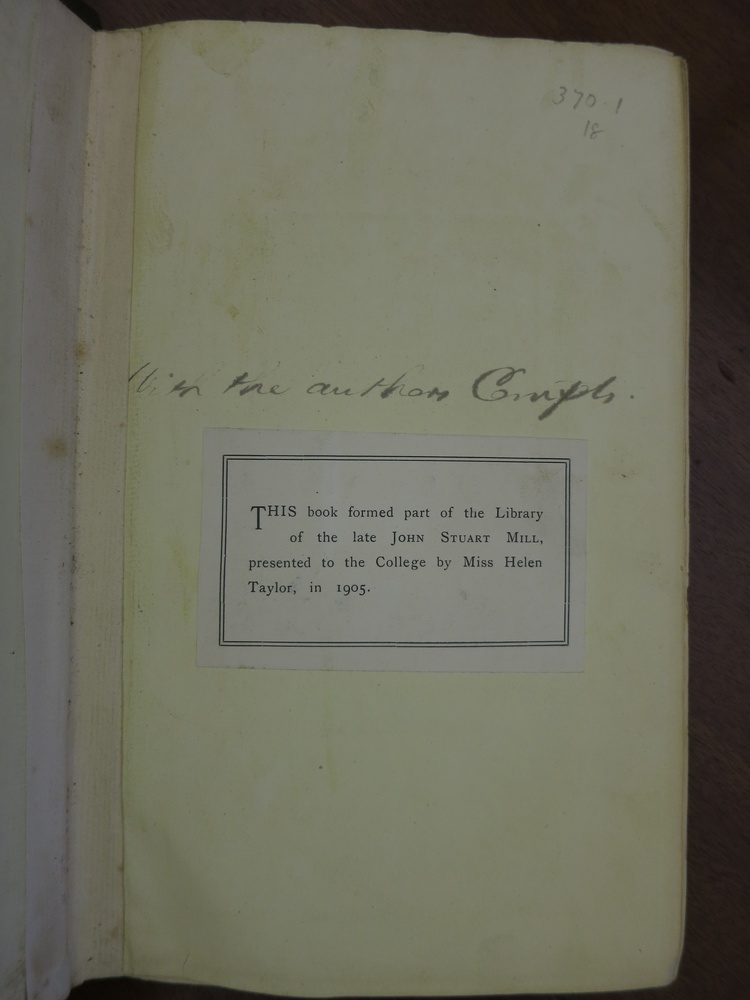 370.1
18
With the authors Compts.
THIS book formed part of the Library
of the late JOHN STUART MILL,
presented to the College by Miss Helen
Taylor, in 1905.